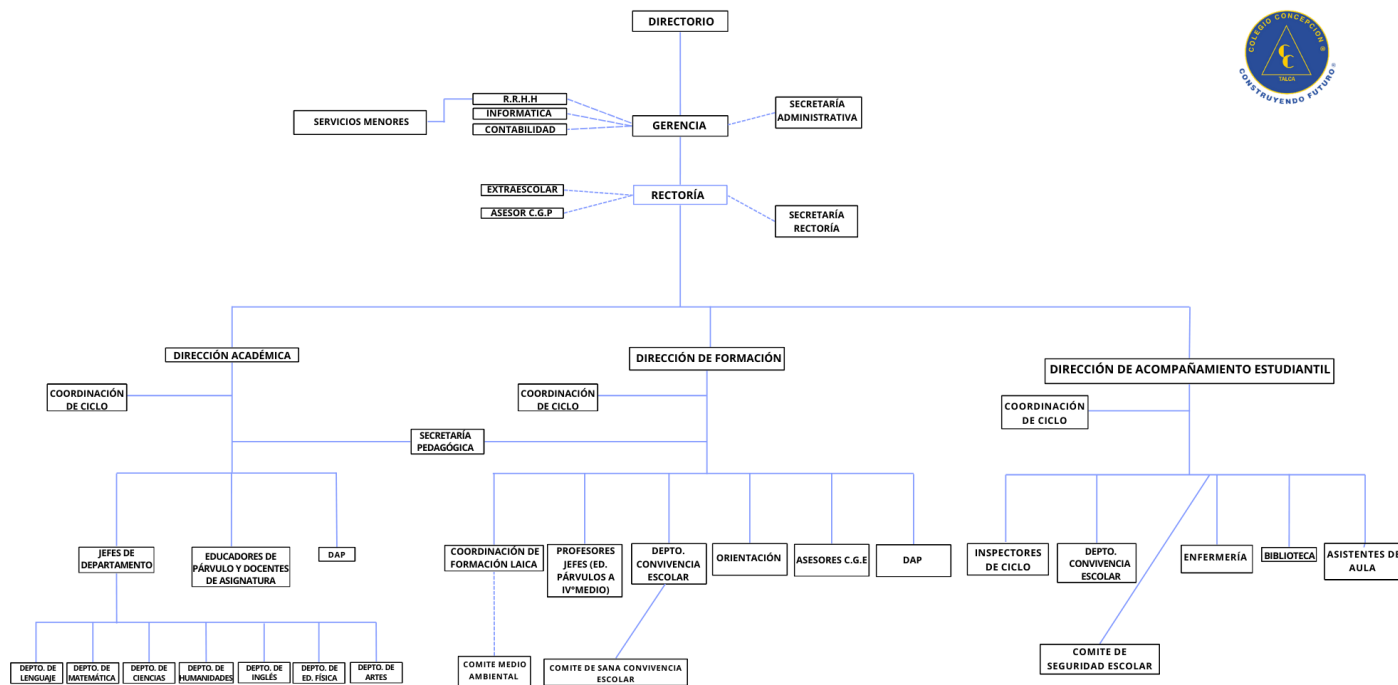 DIRECTORIO
COLEGIO CONCEPCION ®
CC
TALCA
CONSTRUYENDO FUTURO®
R.R.H.H
INFORMATICA
CONTABILIDAD
SERVICIOS MENORES
GERENCIA
SECRETARÍA
ADMINISTRATIVA
EXTRAESCOLAR
ASESOR C.G.P
RECTORÍA
SECRETARÍA
RECTORÍA
DIRECCIÓN ACADÉMICA
DIRECCIÓN DE FORMACIÓN
DIRECCIÓN DE ACOMPAÑAMIENTO ESTUDIANTIL
COORDINACIÓN
DE CICLO
COORDINACIÓN
DE CICLO
COORDINACIÓN
DE CICLO
SECRETARÍA
PEDAGÓGICA
JEFES DE
DEPARTAMENTO
EDUCADORES DE
PÁRVULO Y DOCENTES
DE ASIGNATURA
DAP
COORDINACIÓN DE
FORMACIÓN LAICA
PROFESORES
JEFES (ED.
PÁRVULOS A
IV°MEDIO)
DEPTO.
CONVIVENCIA
ESCOLAR
ORIENTACIÓN
ASESORES C.G.E
DAP
INSPECTORES
DE CICLO
DEPTO.
CONVIVENCIA
ESCOLAR
ENFERMERÍA
BIBLIOTECA
ASISTENTES DE
AULA
DEPTO. DE
LENGUAJE
DEPTO. DE
MATEMÁTICA
DEPTO. DE
CIENCIAS
DEPTO. DE
HUMANIDADES
DEPTO. DE
INGLÉS
DEPTO. DE
ED. FÍSICA
DEPTO. DE
ARTES
COMITE MEDIO
AMBIENTAL
COMITE DE SANA CONVIVENCIA
ESCOLAR
COMITE DE
SEGURIDAD ESCOLAR